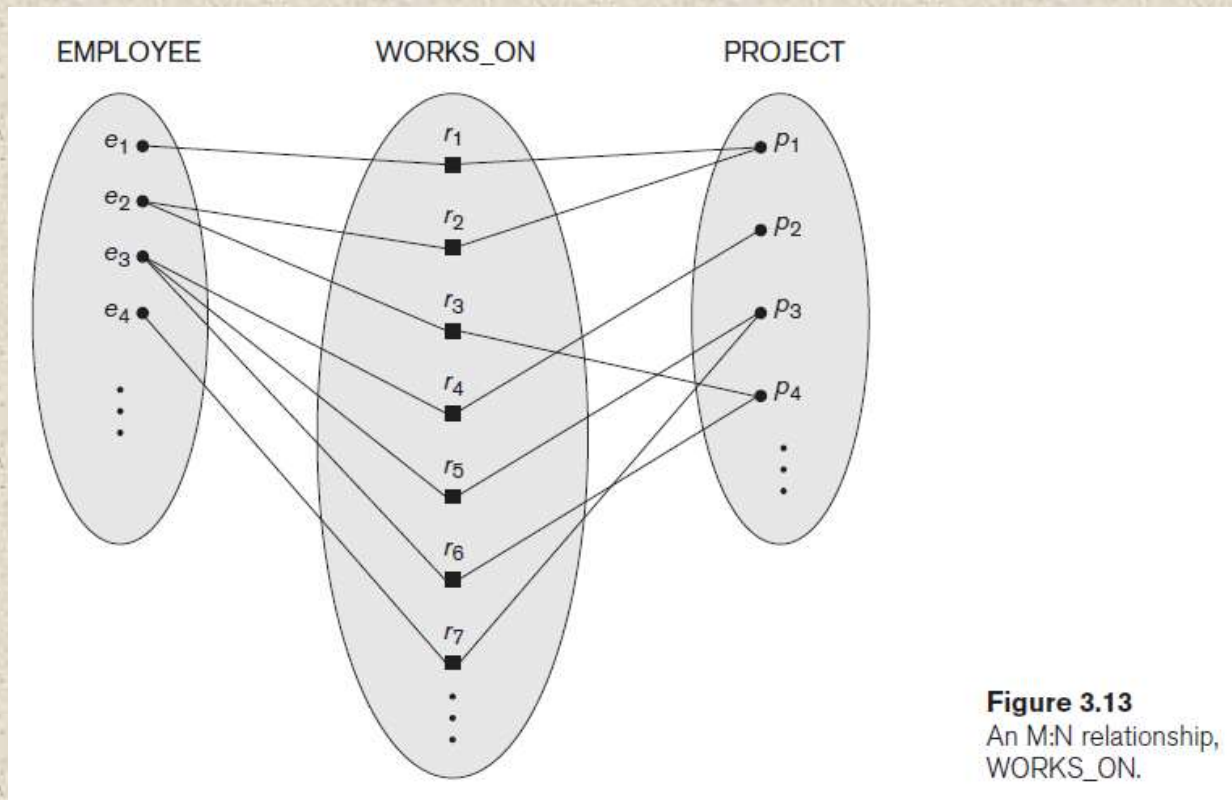 EMPLOYEE WORKS_ON PROJECT
e1
e2
e3
e4
r1
r2
r3
r4
r5
r6
r7
p1
p2
p3
p4
Figure 3.13
An M:N relationship,
WORKS_ON.